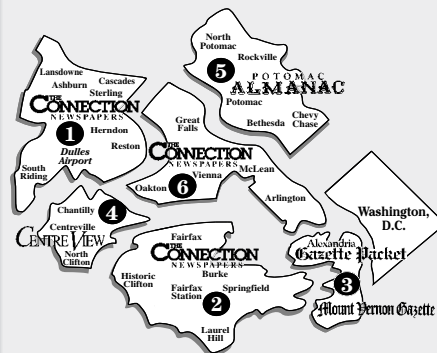 North
Potomac
Rockville
5
POTOMAC
ALMANAC
Potomac
Bethesda
Chevy
Chase
Lansdowne
Ashburn
Cascades
Sterling
THE
CONNECTION
NEWSPAPERS
1
Herndon
Dulles
Airport
Reston
South
Riding
Great
Falls
THE
CONNECTION
NEWSPAPERS
Vienna
McLean
Oakton
6
Arlington
Chantilly
4
Centreville
CENTRE VIEW
North
Clifton
Washington,
D.C.
Fairfax
THE
CONNECTION
NEWSPAPERS
Burke
Historic
Clifton
Fairfax
Station
Springfield
2
Laurel
Hill
Alexandria
Gazette Packet
3
Mount Vernon Gazette